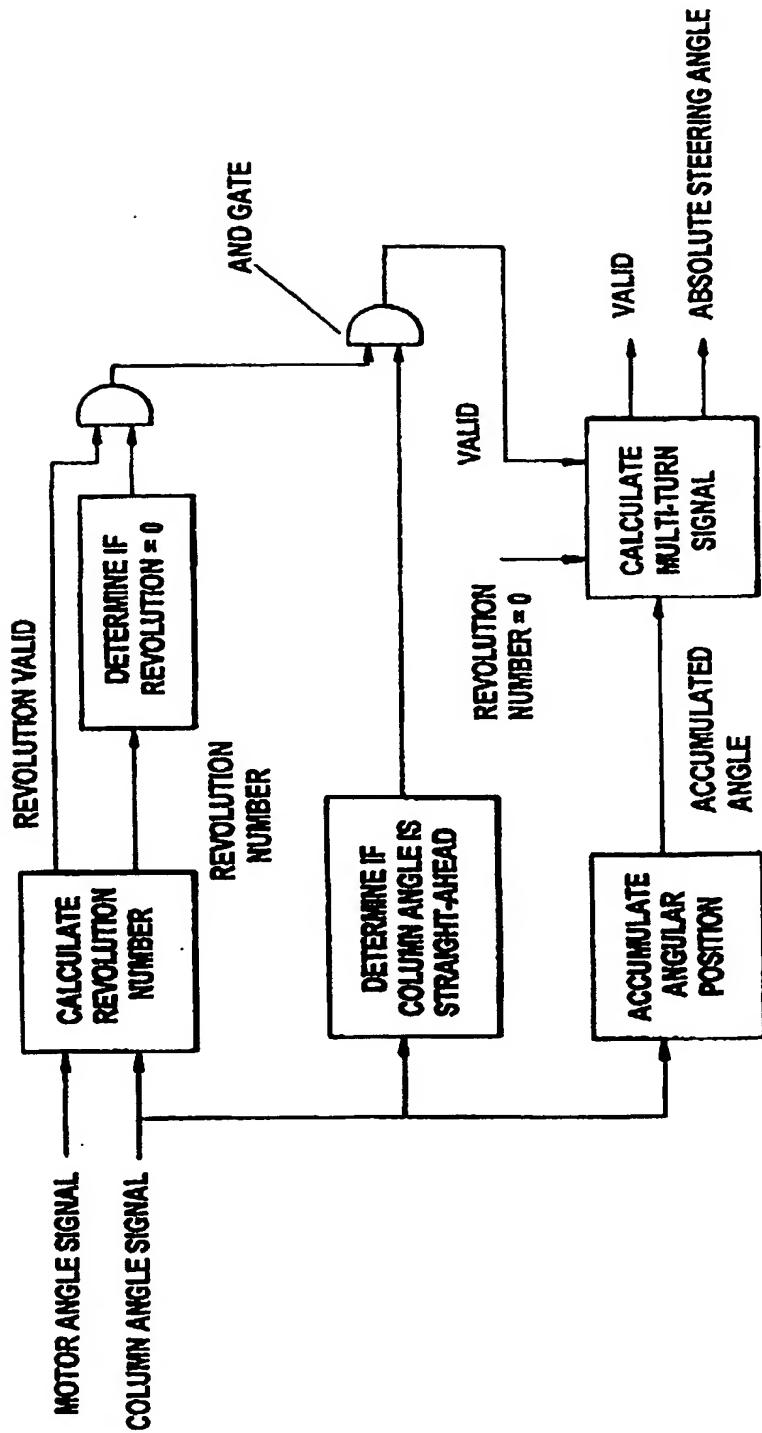 MOTOR ANGLE SIGNAL
COLUMN ANGLE SIGNAL
CALCULATE
REVOLUTION
NUMBER
REVOLUTION VALID
REVOLUTION
NUMBER
DETERMINE IF
REVOLUTION = 0
AND GATE
DETERMINE IF
COLUMN ANGLE IS
STRAIGHT-AHEAD
REVOLUTION
NUMBER = 0
VALID
ACCUMULATE
ANGULAR
POSITION
ACCUMULATED
ANGLE
CALCULATE
MULTI-TURN
SIGNAL
VALID
ABSOLUTE STEERING ANGLE